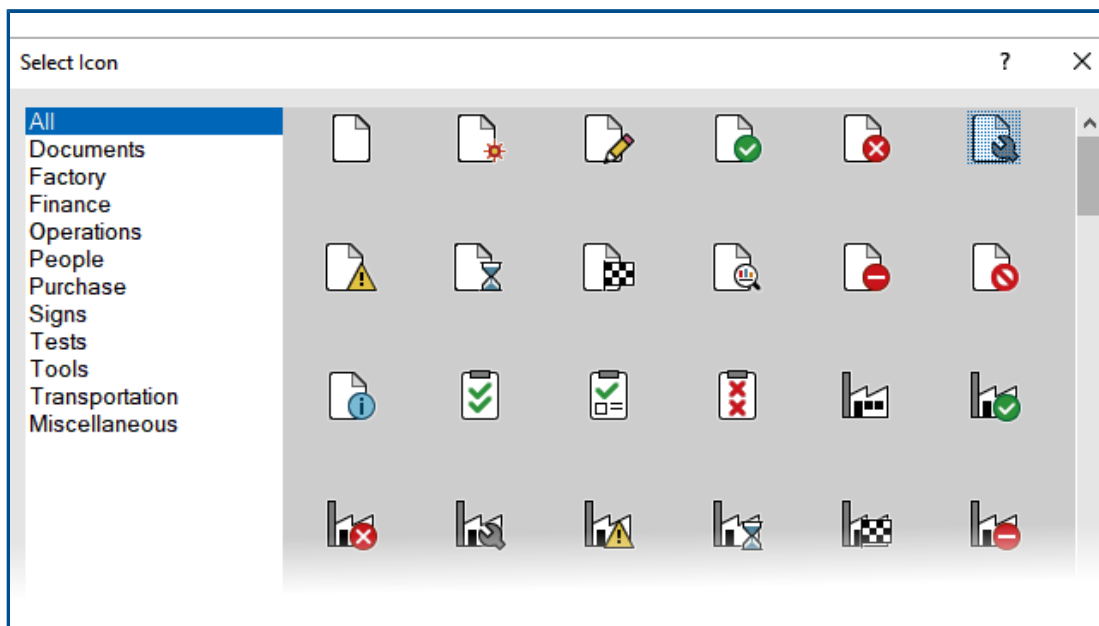 Select Icon
?
All
Documents
Factory
Finance
Operations
People
Purchase
Signs
Tests
Tools
Transportation
Miscellaneous